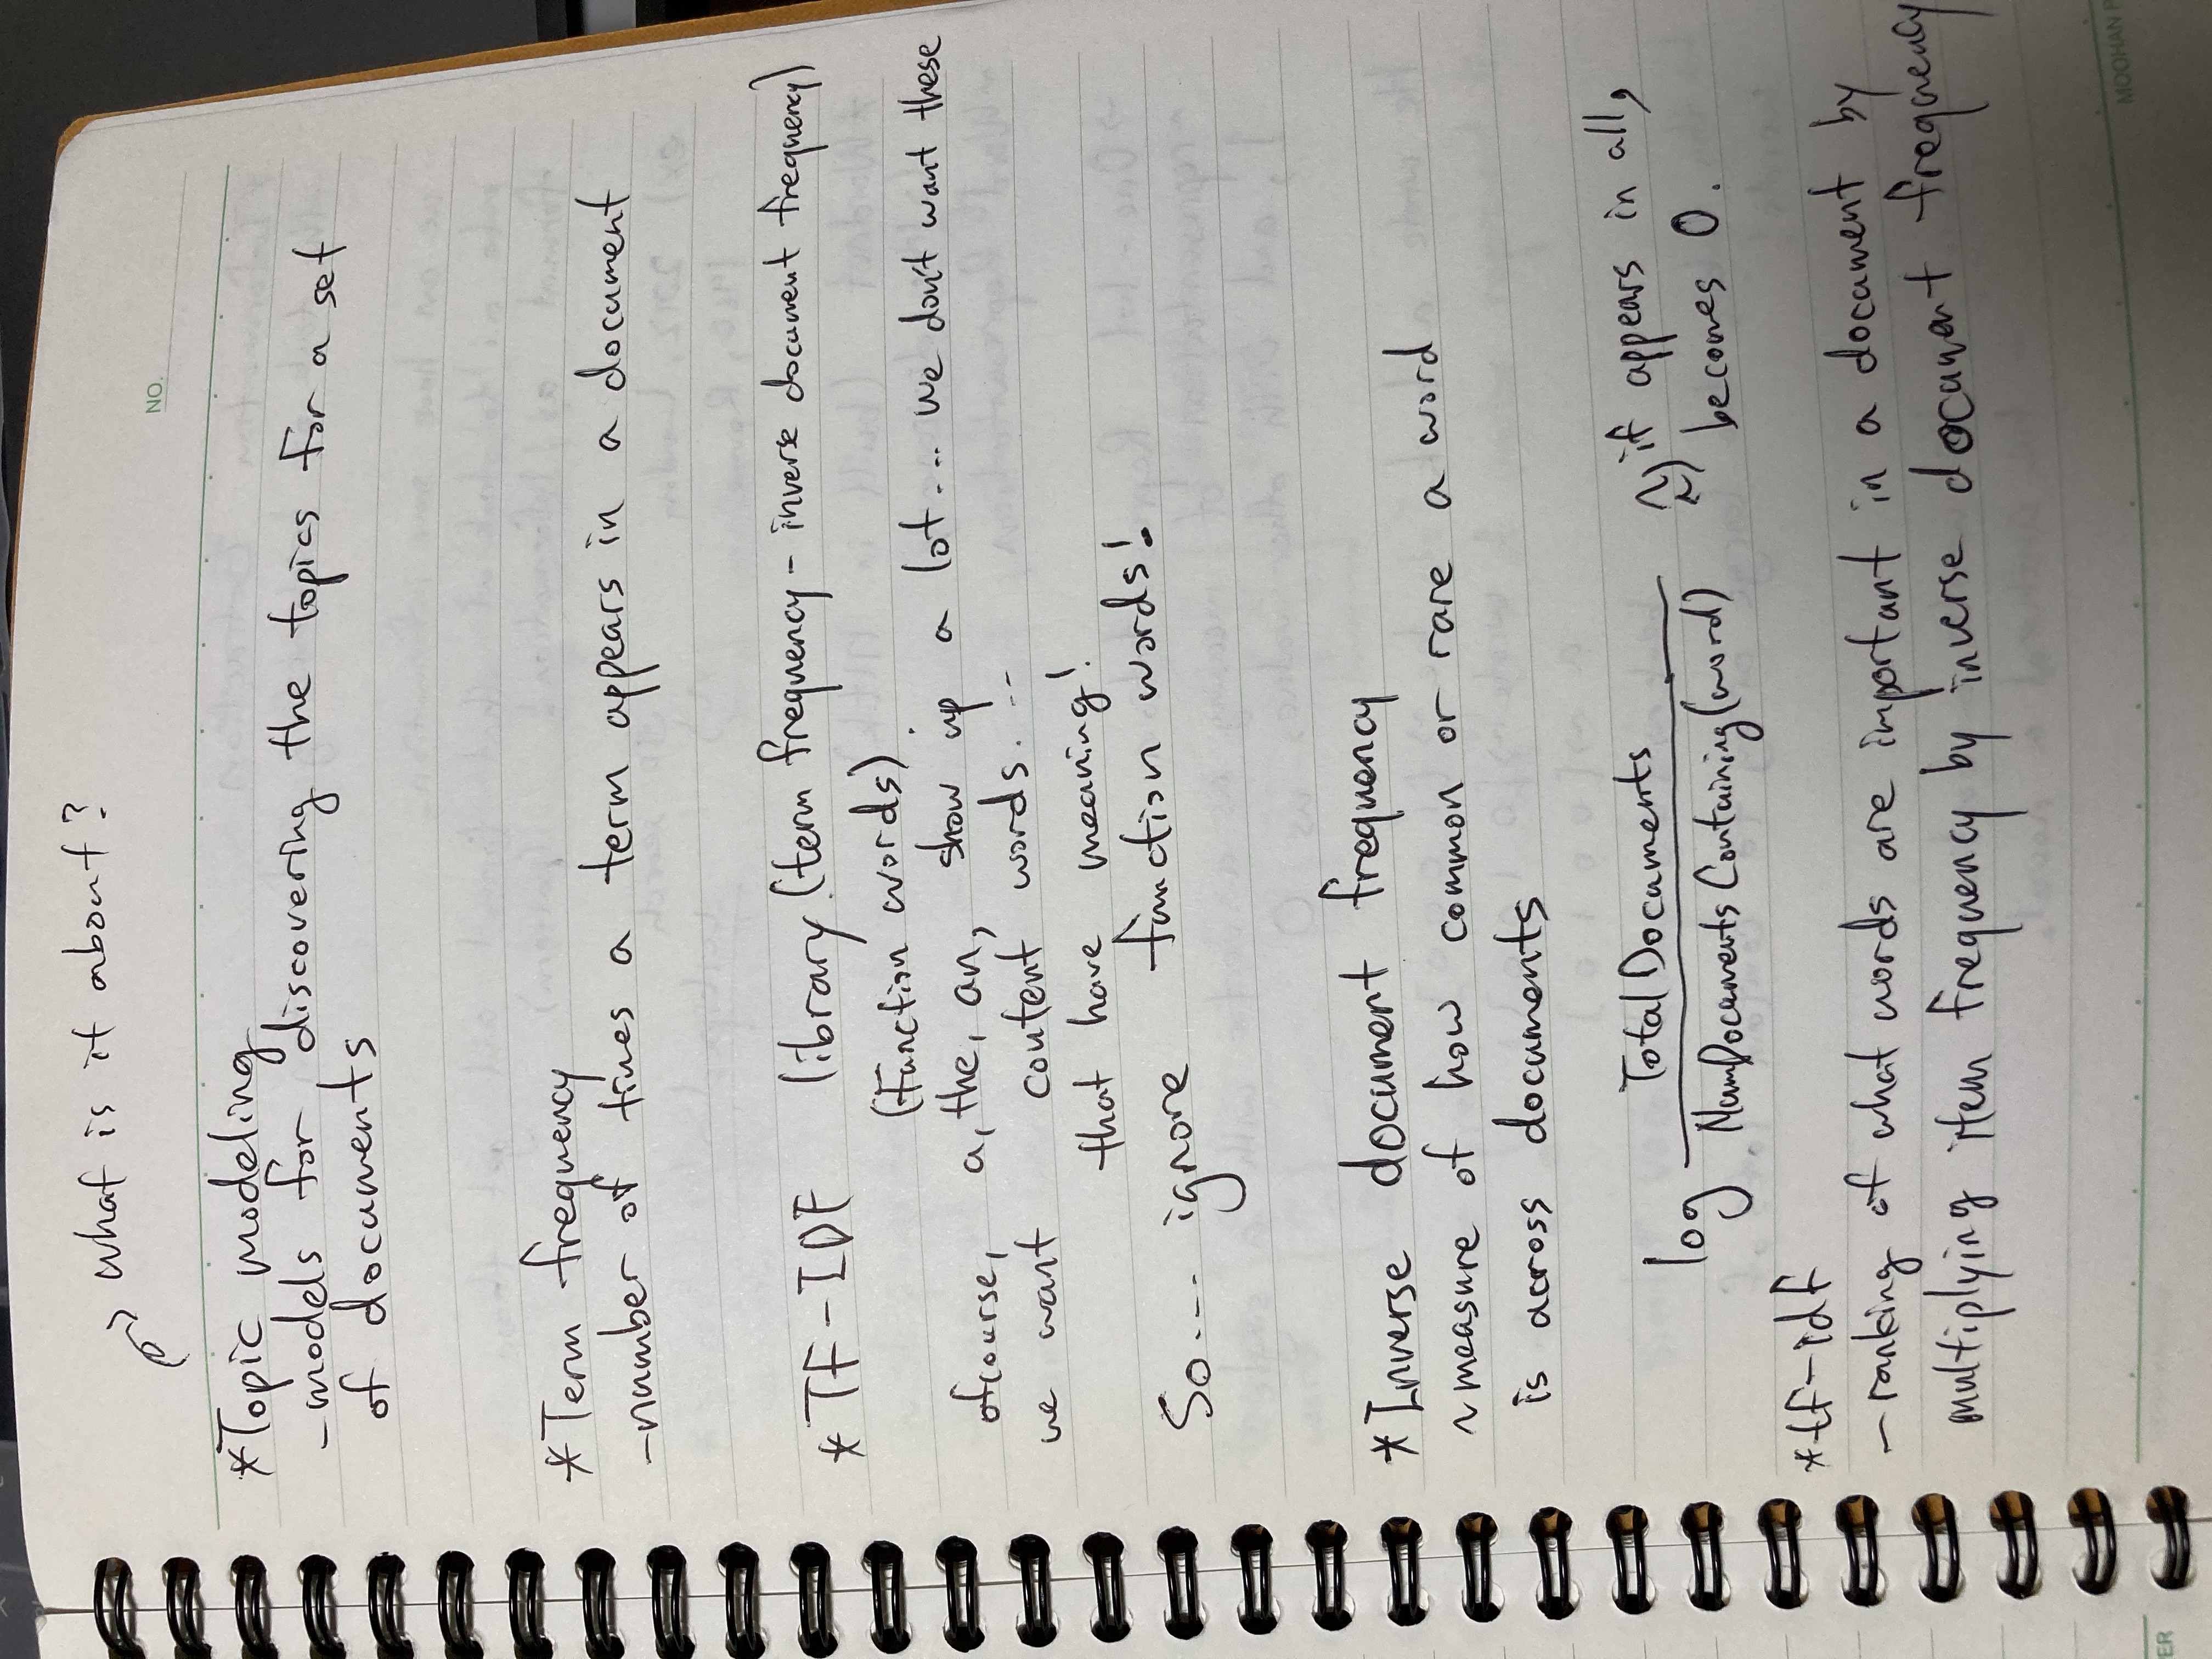 what is it about?
NO.
*Topic modeling
-models for discovering the topics for a set
of documents
*Term frequency
-number of times a term appears in a document
*TF-IDF library (term frequency - inverse document frequency)
(function words)
ofcourse, a, the, an, show up a lot... we don't want these
we want content words...
that have meaning!
So.... ignore function words!
*Inverse document frequency
~measure of how common or rare a word
is across documents
log TotalDocuments / NumDocuments Containing(word) if appears in all,
becomes 0.
*tf-idf
-ranking of what words are important in a document by
multiplying item frequency by inverse document frequency
MOOHAN P
ER